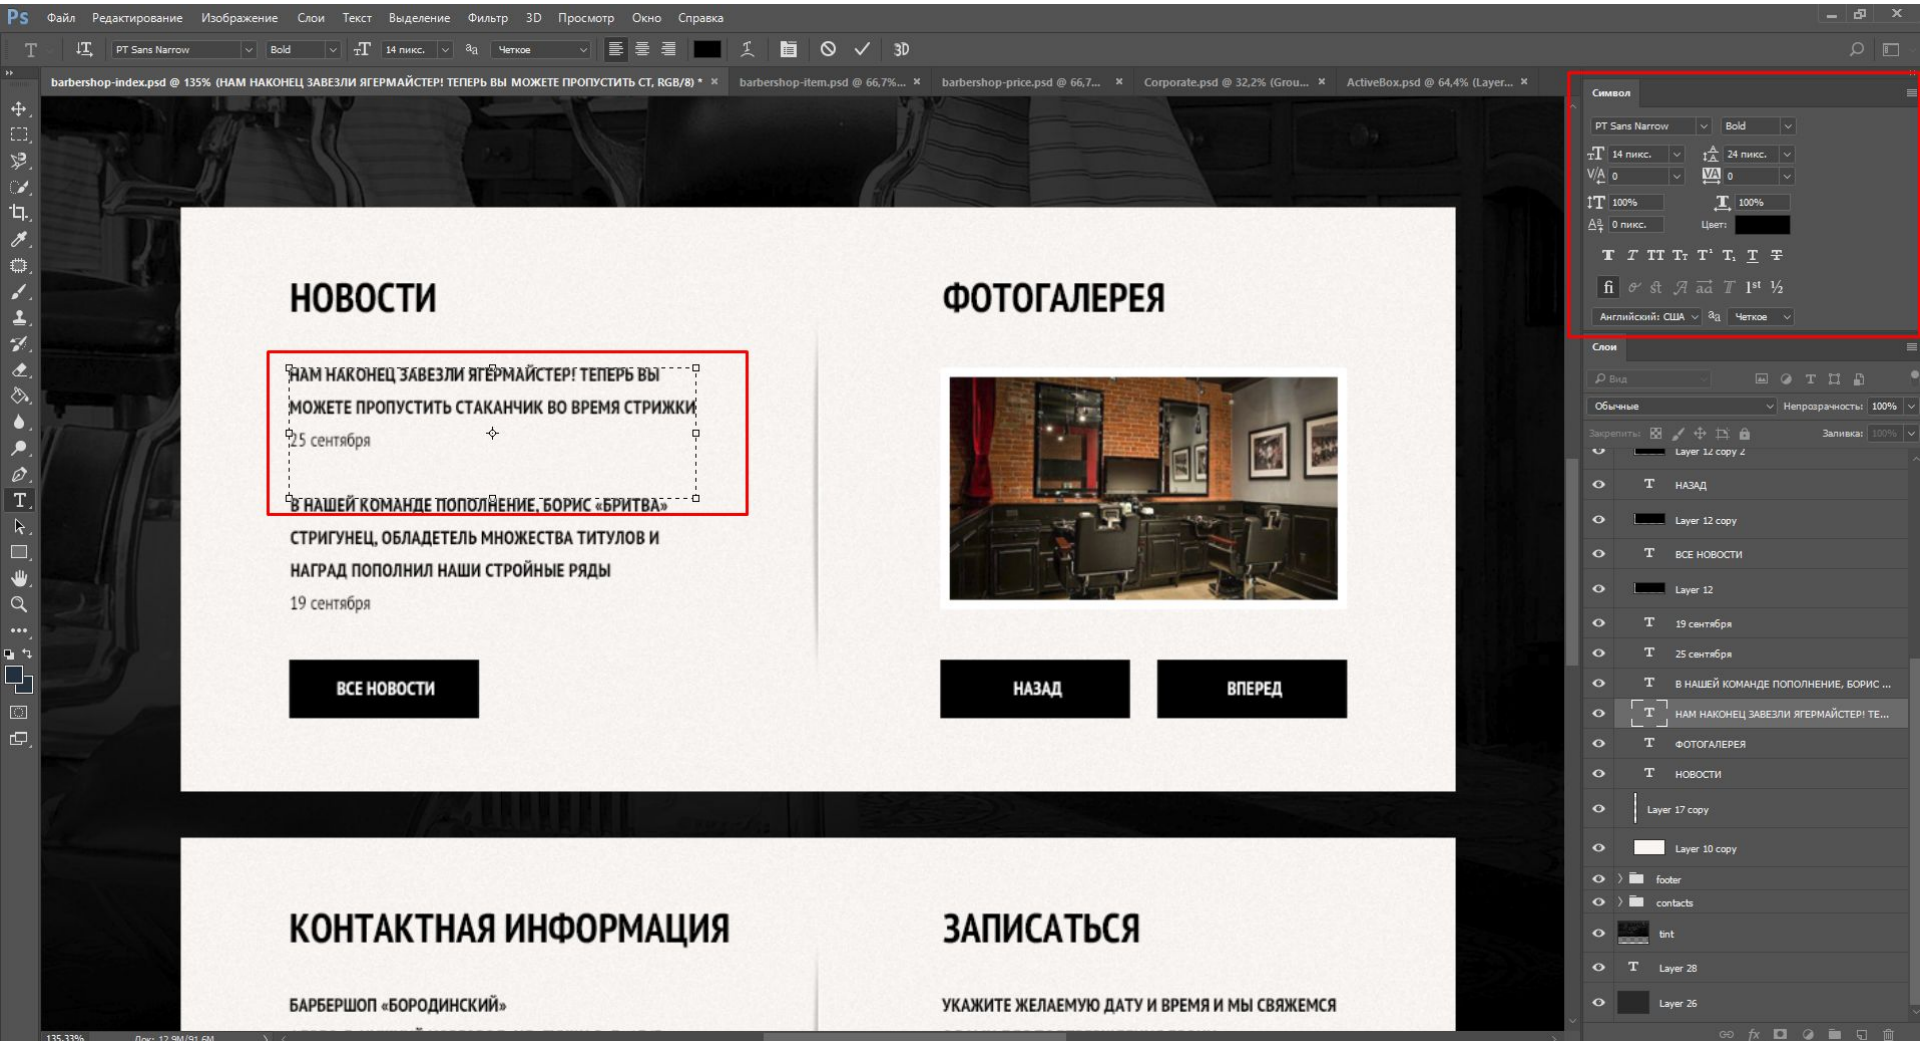 Ps Файл Редактирование Изображение Слои Текст Выделение Фильтр 3D Просмотр Окно Справка
PT Sans Narrow Bold 14 пикс. Четкое 3D
barbershop-index.psd @ 135% (НАМ НАКОНЕЦ ЗАВЕЗЛИ ЯГЕРМАЙСТЕР! ТЕПЕРЬ ВЫ МОЖЕТЕ ПРОПУСТИТЬ СТ, RGB/8) * barbershop-item.psd @ 66,7%... barbershop-price.psd @ 66,7... Corporate.psd @ 32,2% (Grou... ActiveBox.psd @ 64,4% (Layer...
НОВОСТИ
НАМ НАКОНЕЦ ЗАВЕЗЛИ ЯГЕРМАЙСТЕР! ТЕПЕРЬ ВЫ
МОЖЕТЕ ПРОПУСТИТЬ СТАКАНЧИК ВО ВРЕМЯ СТРИЖКИ
25 сентября
В НАШЕЙ КОМАНДЕ ПОПОЛНЕНИЕ, БОРИС «БРИТВА»
СТРИГУНЕЦ, ОБЛАДАТЕЛЬ МНОЖЕСТВА ТИТУЛОВ И
НАГРАД ПОПОЛНИЛ НАШИ СТРОЙНЫЕ РЯДЫ
19 сентября
ВСЕ НОВОСТИ
ФОТОГАЛЕРЕЯ
НАЗАД ВПЕРЕД
КОНТАКТНАЯ ИНФОРМАЦИЯ
БАРБЕРШОП «БОРОДИНСКИЙ»
ЗАПИСАТЬСЯ
УКАЖИТЕ ЖЕЛАЕМУЮ ДАТУ И ВРЕМЯ И МЫ СВЯЖЕМСЯ
Символ
PT Sans Narrow Bold
14 пикс. 24 пикс.
0 0
100% 100%
0 пикс. Цвет:
Английский: США Четкое
Слои
Вид
Обычные Непрозрачность: 100%
Закрепить: Заливка: 100%
Layer 12 copy 2
НАЗАД
Layer 12 copy
ВСЕ НОВОСТИ
Layer 12
19 сентября
25 сентября
В НАШЕЙ КОМАНДЕ ПОПОЛНЕНИЕ, БОРИС ...
НАМ НАКОНЕЦ ЗАВЕЗЛИ ЯГЕРМАЙСТЕР! ТЕ...
ФОТОГАЛЕРЕЯ
НОВОСТИ
Layer 17 copy
Layer 10 copy
footer
contacts
tint
Layer 28
Layer 26
135,33% Док: 12,9M/91,6M